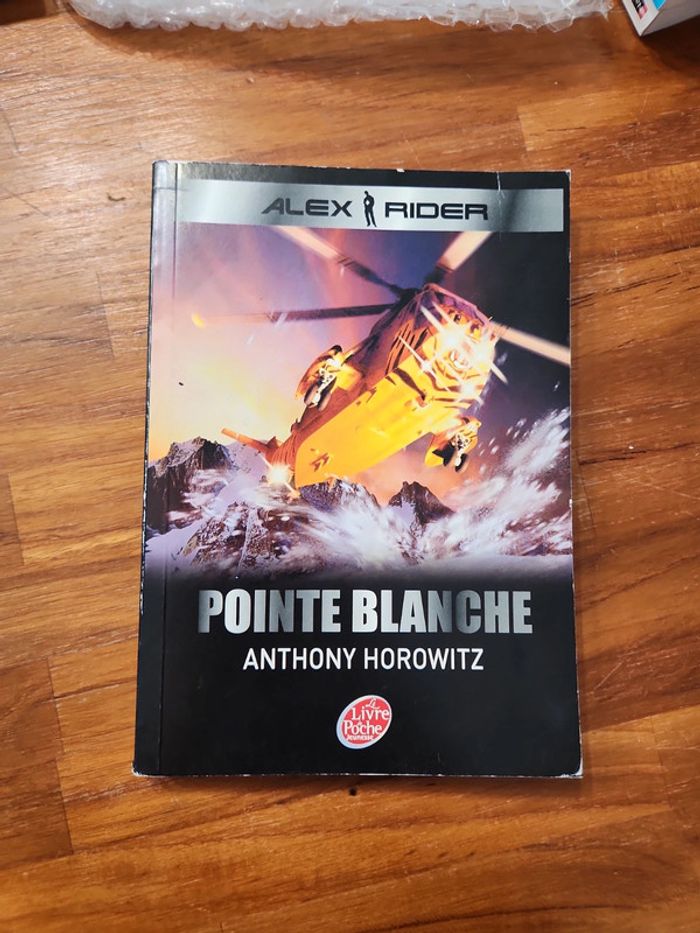 ALEX RIDER
POINTE BLANCHE
ANTHONY HOROWITZ
Le
Livre
de
Poche
Jeunesse